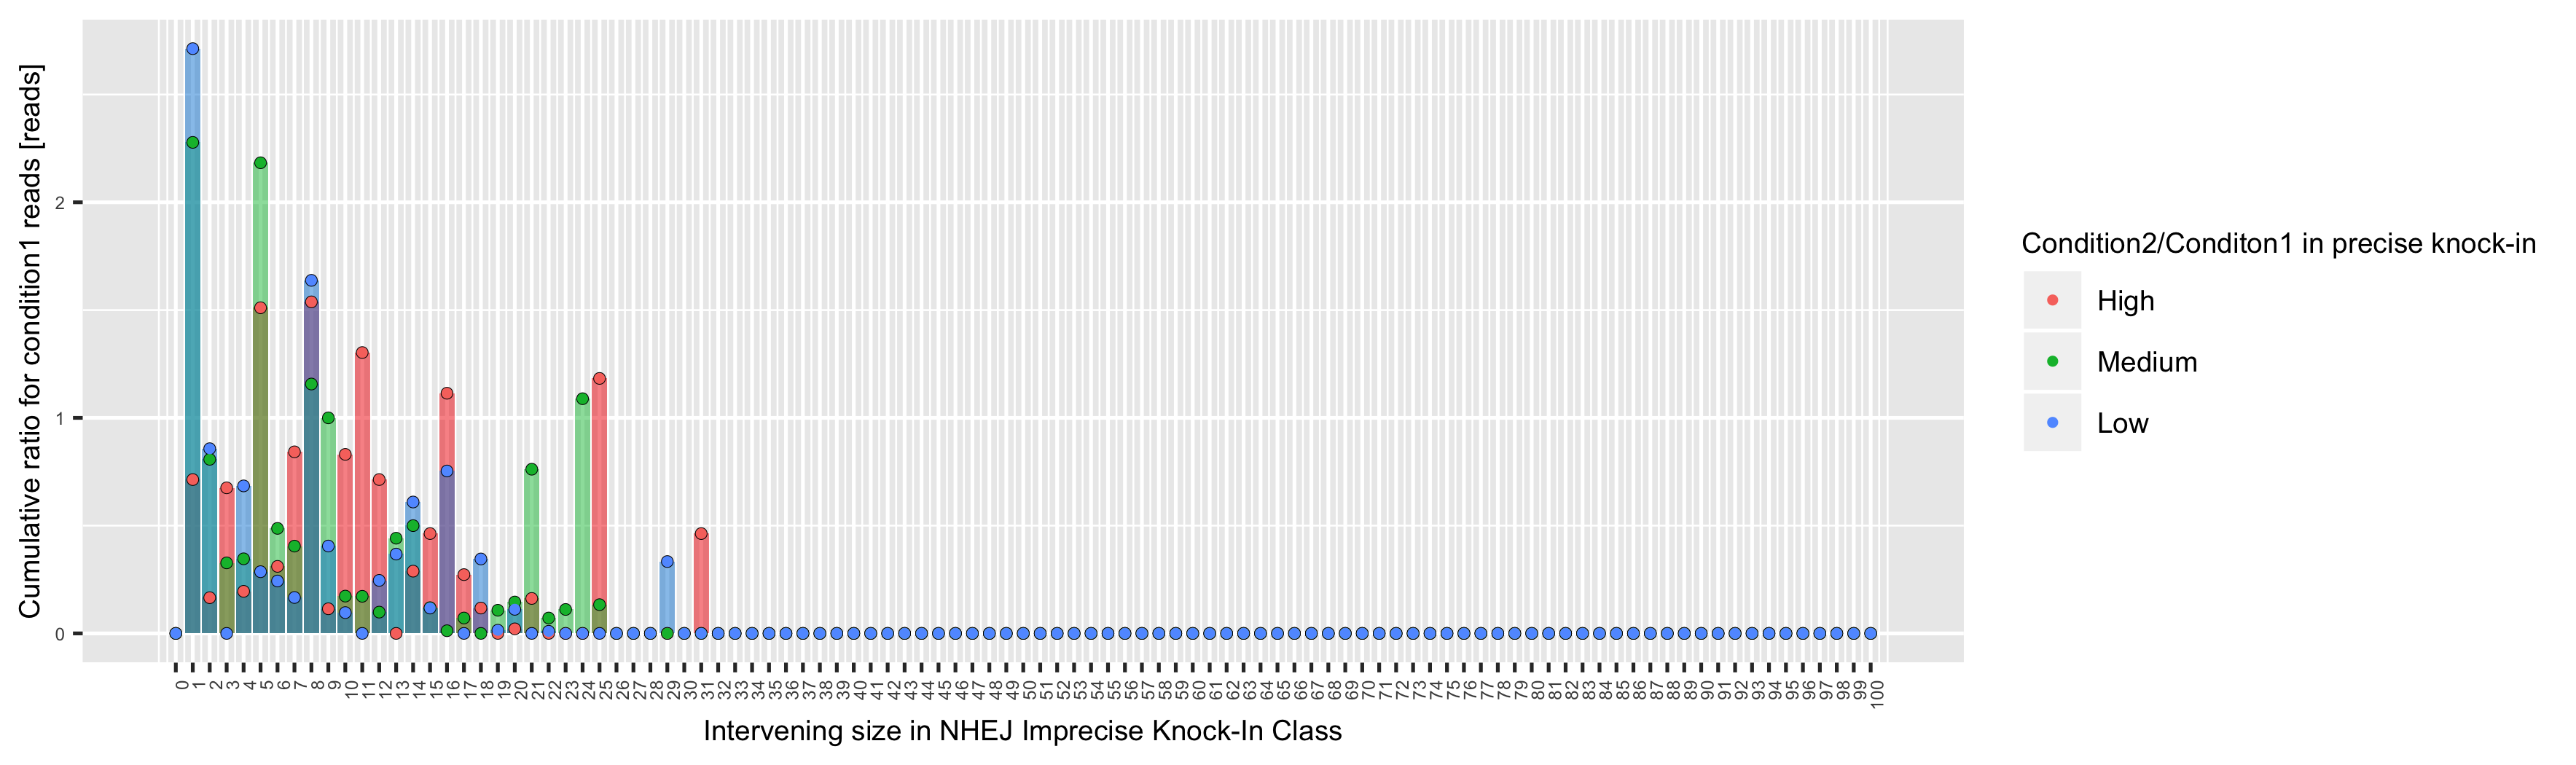 Cumulative ratio for condition1 reads [reads]
2
1
0
0 1 2 3 4 5 6 7 8 9 10 11 12 13 14 15 16 17 18 19 20 21 22 23 24 25 26 27 28 29 30 31 32 33 34 35 36 37 38 39 40 41 42 43 44 45 46 47 48 49 50 51 52 53 54 55 56 57 58 59 60 61 62 63 64 65 66 67 68 69 70 71 72 73 74 75 76 77 78 79 80 81 82 83 84 85 86 87 88 89 90 91 92 93 94 95 96 97 98 99 100
Intervening size in NHEJ Imprecise Knock-In Class
Condition2/Conditon1 in precise knock-in
High
Medium
Low